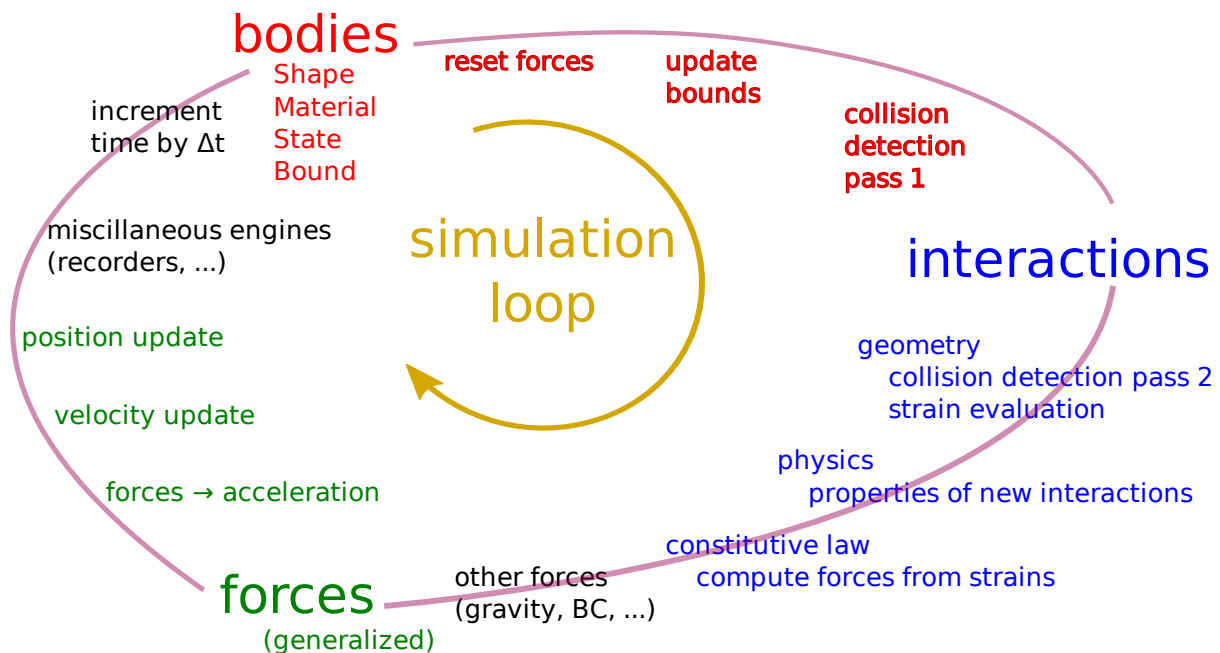 bodies
Shape
Material
State
Bound
reset forces
update
bounds
collision
detection
pass 1
increment
time by Δt
miscillaneous engines
(recorders, ...)
simulation
loop
interactions
geometry
collision detection pass 2
strain evaluation
physics
properties of new interactions
constitutive law
compute forces from strains
other forces
(gravity, BC, ...)
forces
(generalized)
forces → acceleration
velocity update
position update